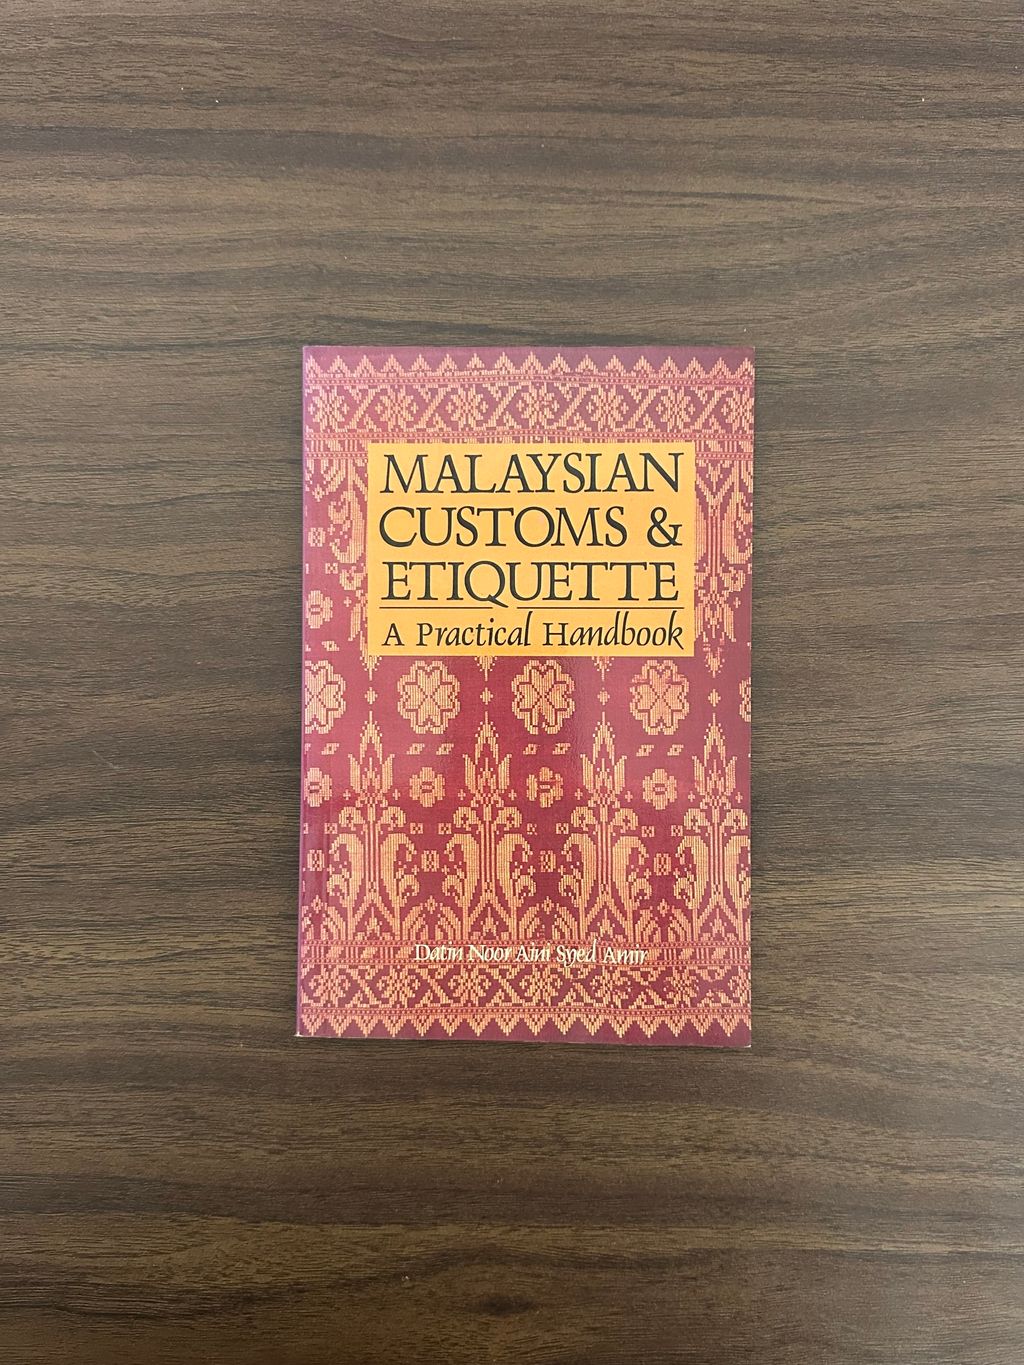 MALAYSIAN
CUSTOMS &
ETIQUETTE
A Practical Handbook
Datin Noor Aini Syed Amir